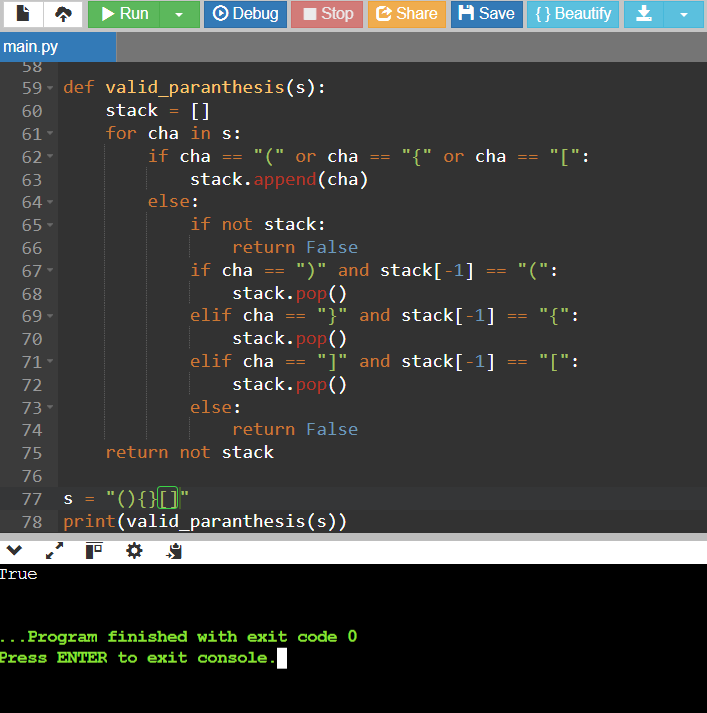 Run Debug Stop Share Save { } Beautify
main.py
58
59 def valid_paranthesis(s):
60     stack = []
61     for cha in s:
62         if cha == "(" or cha == "{" or cha == "[":
63             stack.append(cha)
64         else:
65             if not stack:
66                 return False
67             if cha == ")" and stack[-1] == "(":
68                 stack.pop()
69             elif cha == "}" and stack[-1] == "{":
70                 stack.pop()
71             elif cha == "]" and stack[-1] == "[":
72                 stack.pop()
73             else:
74                 return False
75     return not stack
76
77 s = "(){}[]"
78 print(valid_paranthesis(s))
True
...Program finished with exit code 0
Press ENTER to exit console.